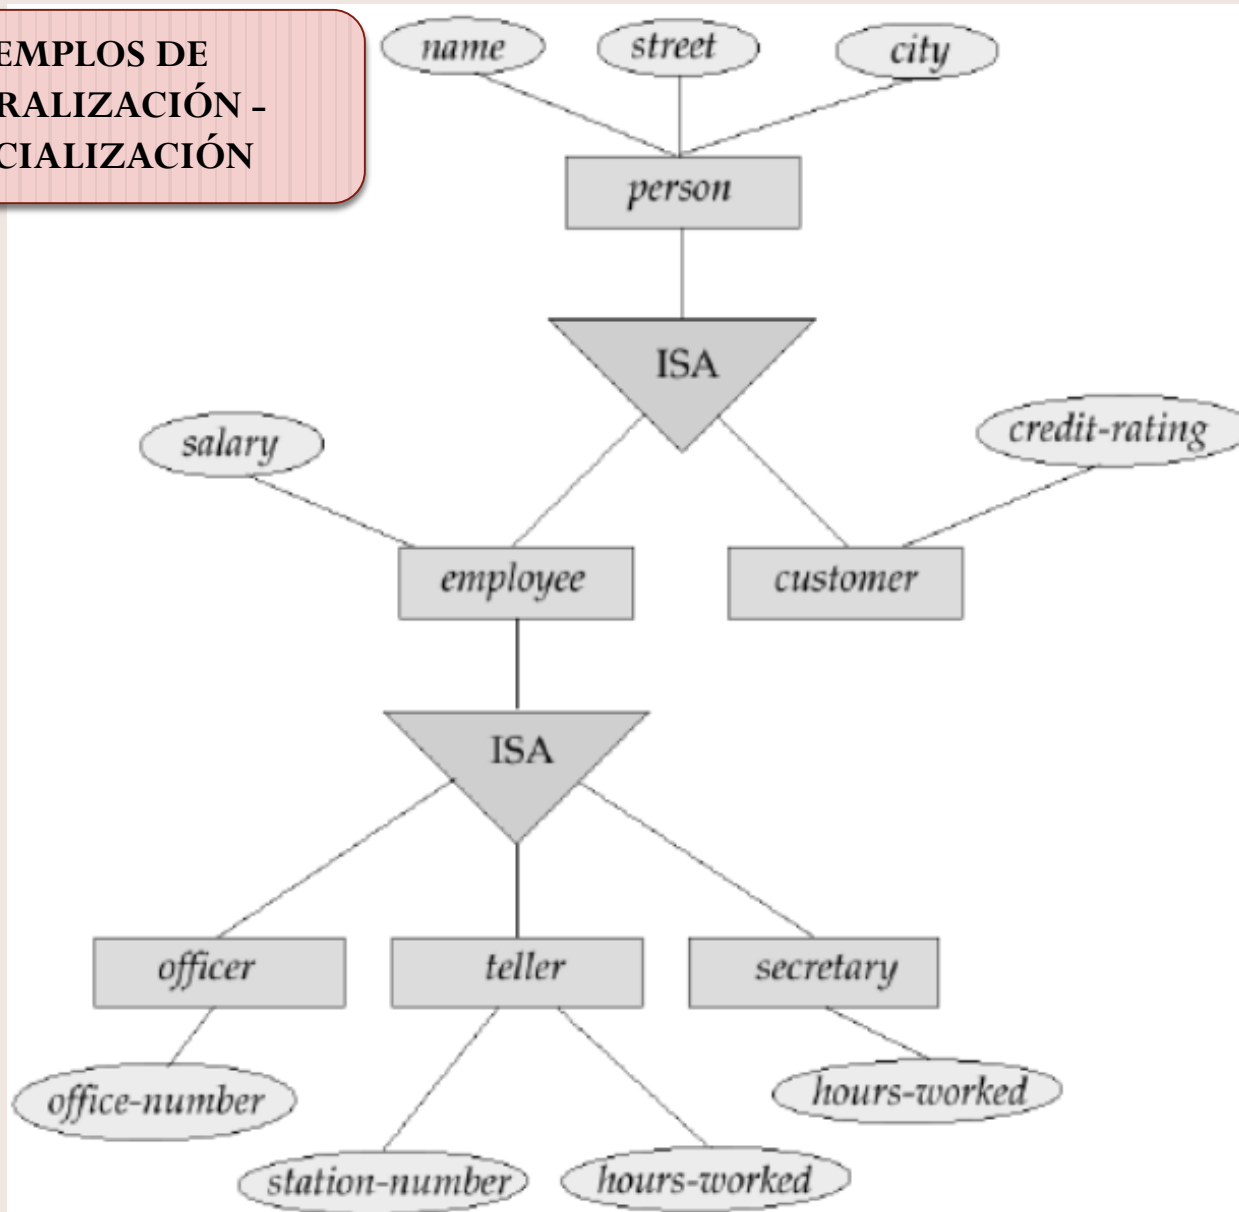 EMPLOS DE
RALIZACIÓN -
CIALIZACIÓN
name street city
person
ISA
salary credit-rating
employee customer
ISA
officer teller secretary
office-number hours-worked
station-number hours-worked